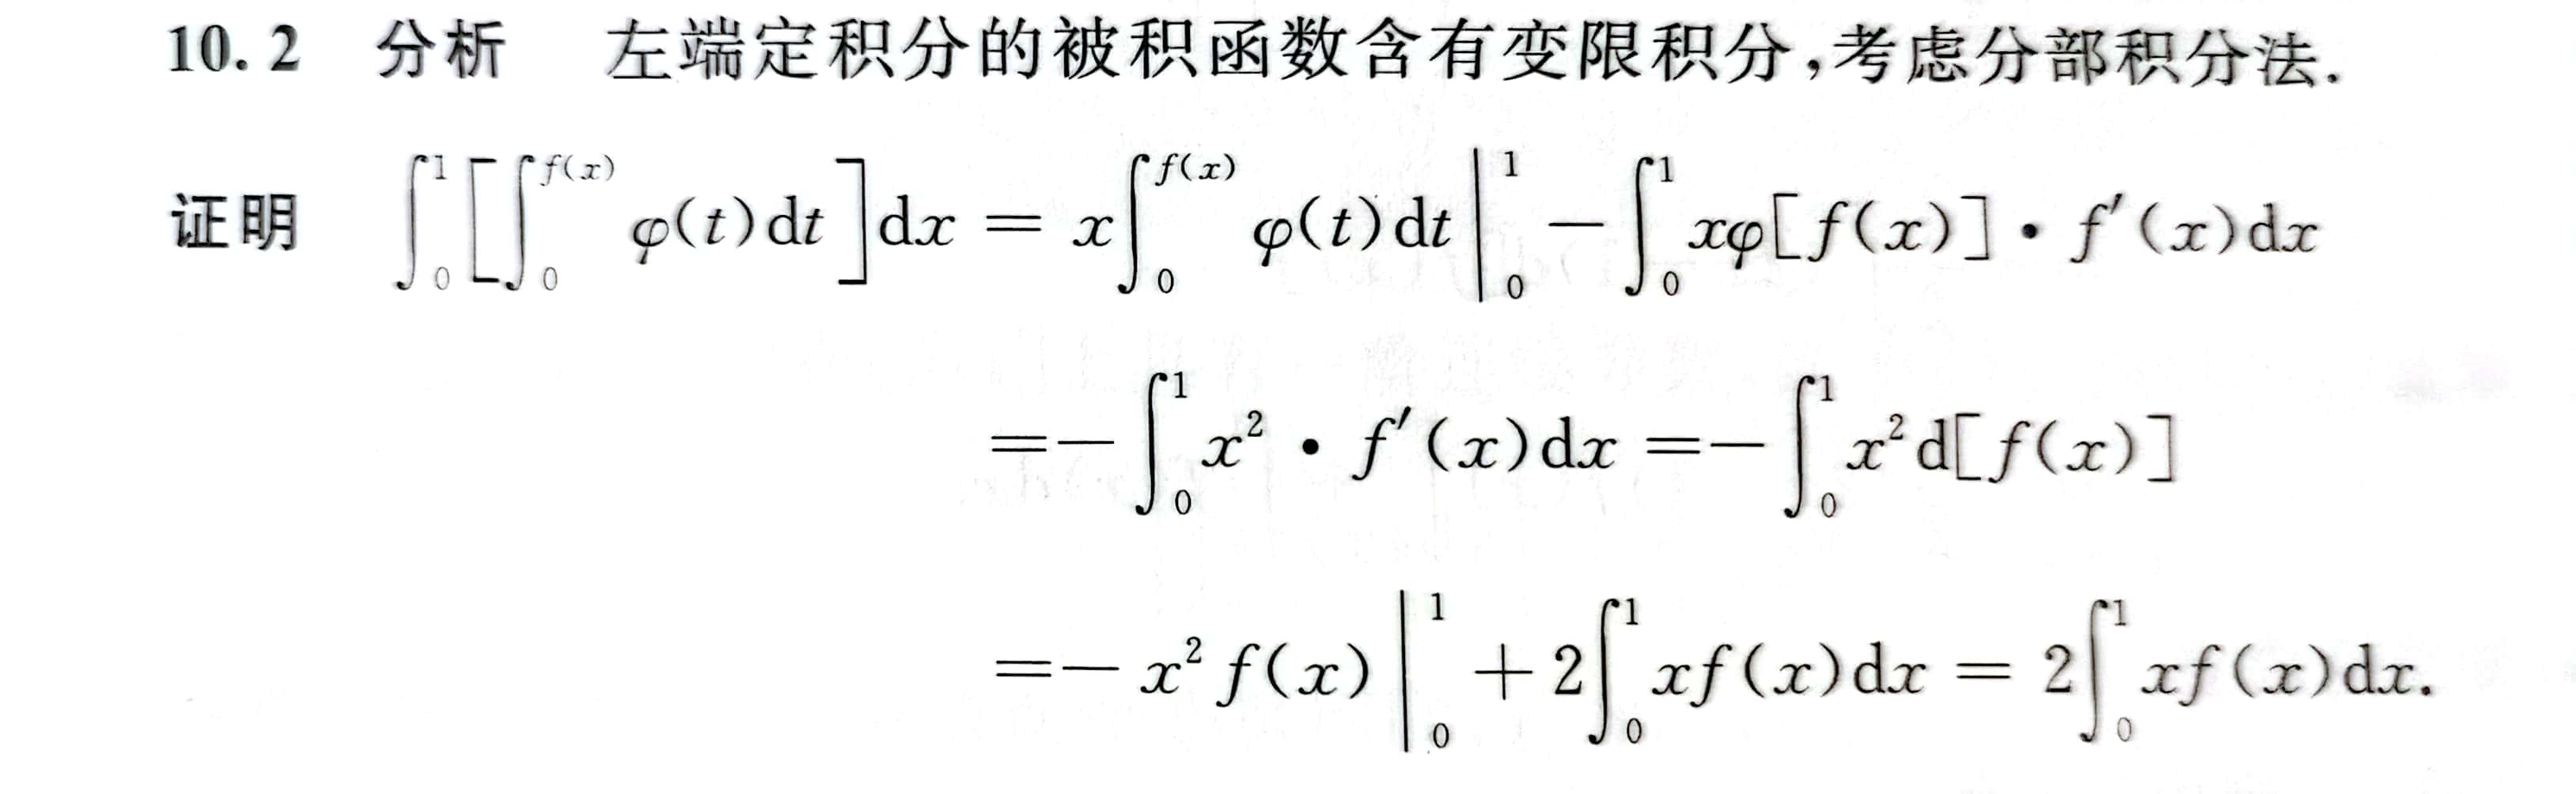 10.2 分析 左端定积分的被积函数含有变限积分,考虑分部积分法.
证明 $\int_0^1\left[\int_0^{f(x)}\varphi(t)\mathrm{d}t\right]\mathrm{d}x = x\int_0^{f(x)}\varphi(t)\mathrm{d}t\Big|_0^1 - \int_0^1 x\varphi[f(x)]\cdot f'(x)\mathrm{d}x$
$=-\int_0^1 x^2\cdot f'(x)\mathrm{d}x =-\int_0^1 x^2\mathrm{d}[f(x)]$
$=-x^2f(x)\Big|_0^1 + 2\int_0^1 xf(x)\mathrm{d}x = 2\int_0^1 xf(x)\mathrm{d}x.$